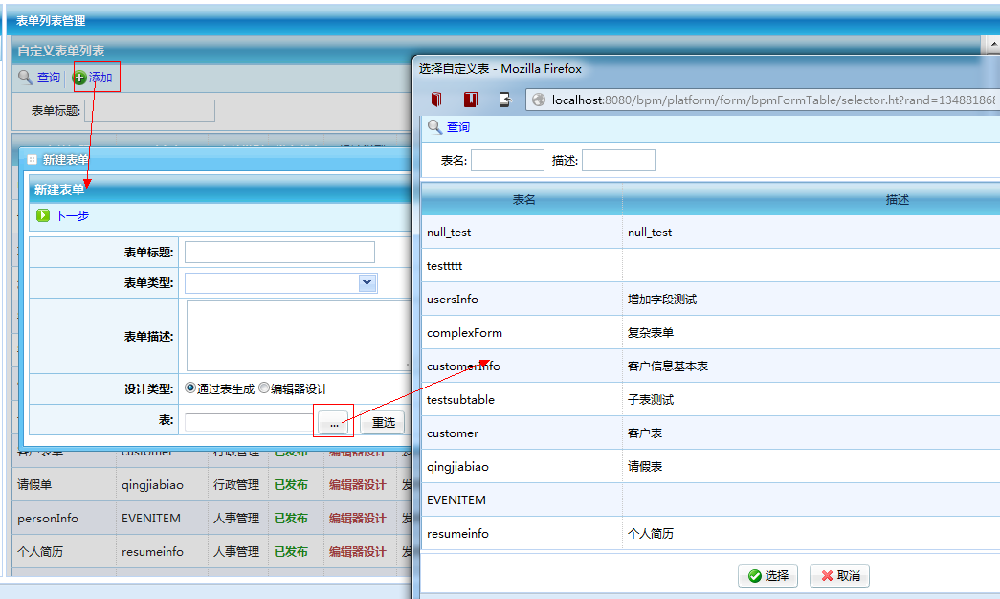 表单列表管理
自定义表单列表
查询 添加
表单标题:
新建表单
新建表单
下一步
表单标题:
表单类型:
表单描述:
设计类型: 通过表生成 编辑器设计
表: ... 重选
customer 行政管理 已发布 编辑器设计
请假单 qingjiabiao 行政管理 已发布 编辑器设计 发
personInfo EVENITEM 人事管理 已发布 编辑器设计 发
个人简历 resumeinfo 人事管理 已发布 编辑器设计 发
选择自定义表 - Mozilla Firefox
localhost:8080/bpm/platform/form/bpmFormTable/selector.ht?rand=134881868
查询
表名: 描述:
表名 描述
null_test null_test
testtttt
usersInfo 增加字段测试
complexForm 复杂表单
customerInfo 客户信息基本表
testsubtable 子表测试
customer 客户表
qingjiabiao 请假表
EVENITEM
resumeinfo 个人简历
选择 取消